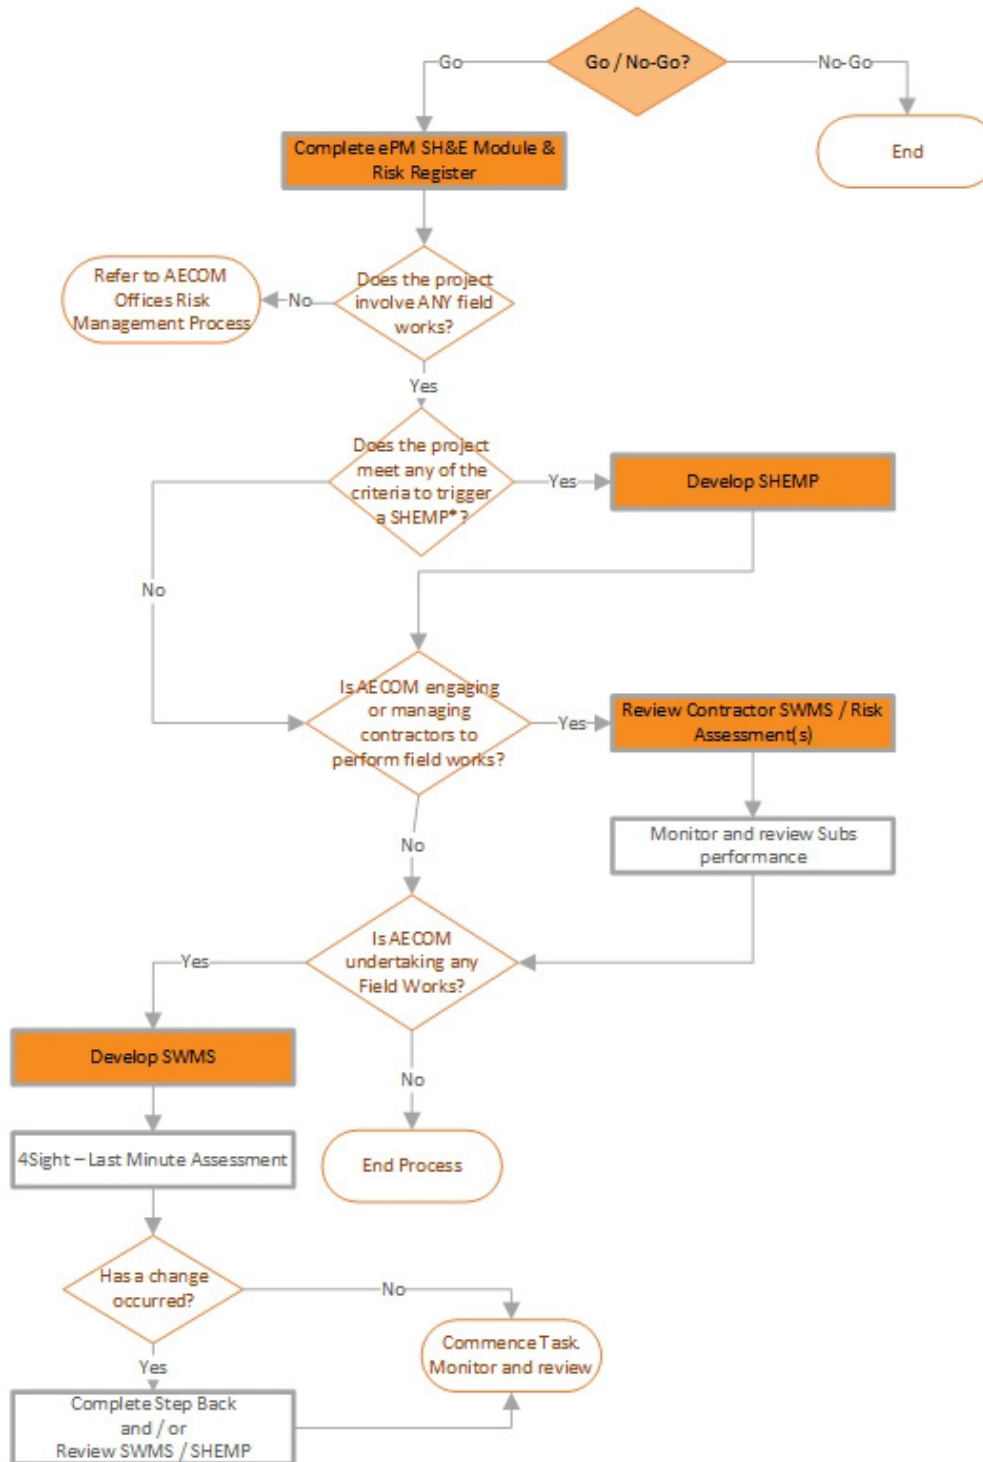 Go / No-Go?
Go
No-Go
End
Complete ePM SH&E Module &
Risk Register
Does the project
involve ANY field
works?
No
Refer to AECOM
Offices Risk
Management Process
Yes
Does the project
meet any of the
criteria to trigger
a SHEMP*?
Yes
Develop SHEMP
No
Is AECOM engaging
or managing
contractors to
perform field works?
Yes
Review Contractor SWMS / Risk
Assessment(s)
Monitor and review Subs
performance
No
Is AECOM
undertaking any
Field Works?
Yes
Develop SWMS
No
End Process
4Sight – Last Minute Assessment
Has a change
occurred?
No
Commence Task.
Monitor and review
Yes
Complete Step Back
and / or
Review SWMS / SHEMP